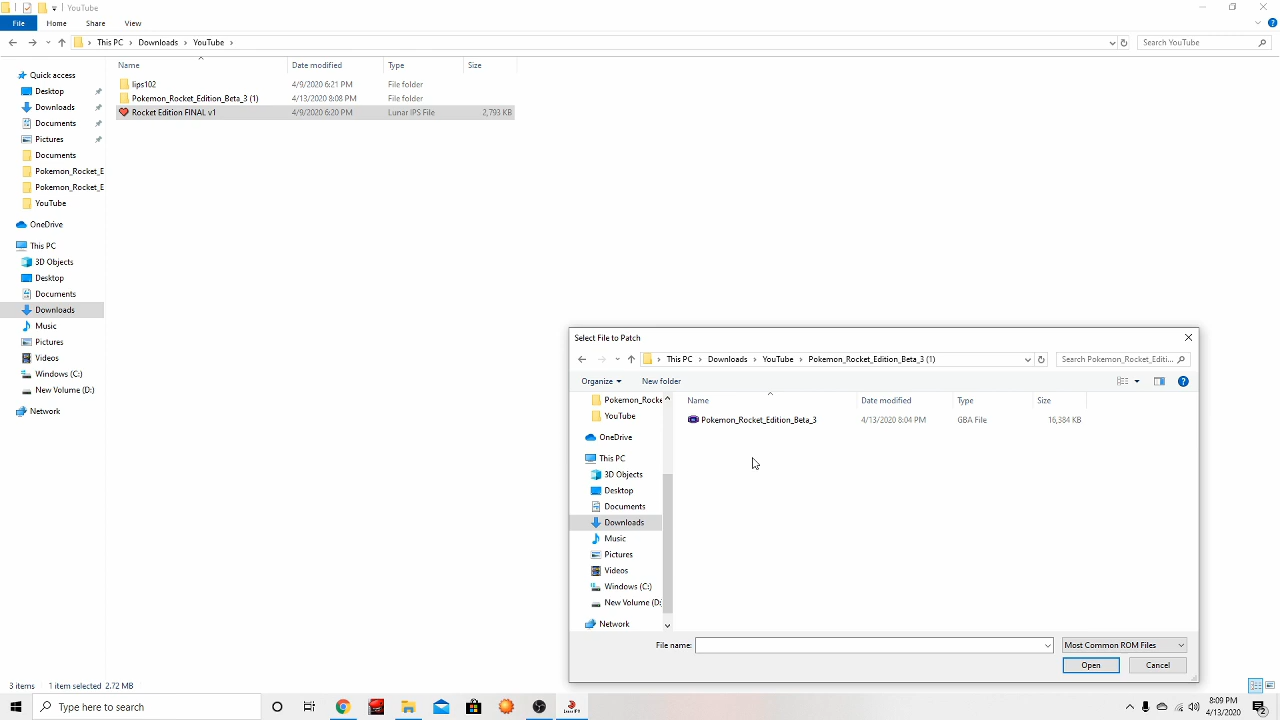 YouTube
File Home Share View
This PC Downloads YouTube
Search YouTube
Name Date modified Type Size
lips102 4/9/2020 6:21 PM File folder
Pokemon_Rocket_Edition_Beta_3 (1) 4/13/2020 8:08 PM File folder
Rocket Edition FINAL v1 4/9/2020 6:20 PM Lunar IPS File 2,793 KB
Quick access
Desktop
Downloads
Documents
Pictures
Documents
Pokemon_Rocket_E
Pokemon_Rocket_E
YouTube
OneDrive
This PC
3D Objects
Desktop
Documents
Downloads
Music
Pictures
Videos
Windows (C:)
New Volume (D:)
Network
Select File to Patch
This PC Downloads YouTube Pokemon_Rocket_Edition_Beta_3 (1)
Search Pokemon_Rocket_Editi...
Organize New folder
Name Date modified Type Size
Pokemon_Rocket_Edition_Beta_3 4/13/2020 8:04 PM GBA File 16,384 KB
Pokemon_Rocke
YouTube
OneDrive
This PC
3D Objects
Desktop
Documents
Downloads
Music
Pictures
Videos
Windows (C:)
New Volume (D:
Network
File name:
Most Common ROM Files
Open Cancel
3 items 1 item selected 2.72 MB
Type here to search
8:09 PM
4/13/2020